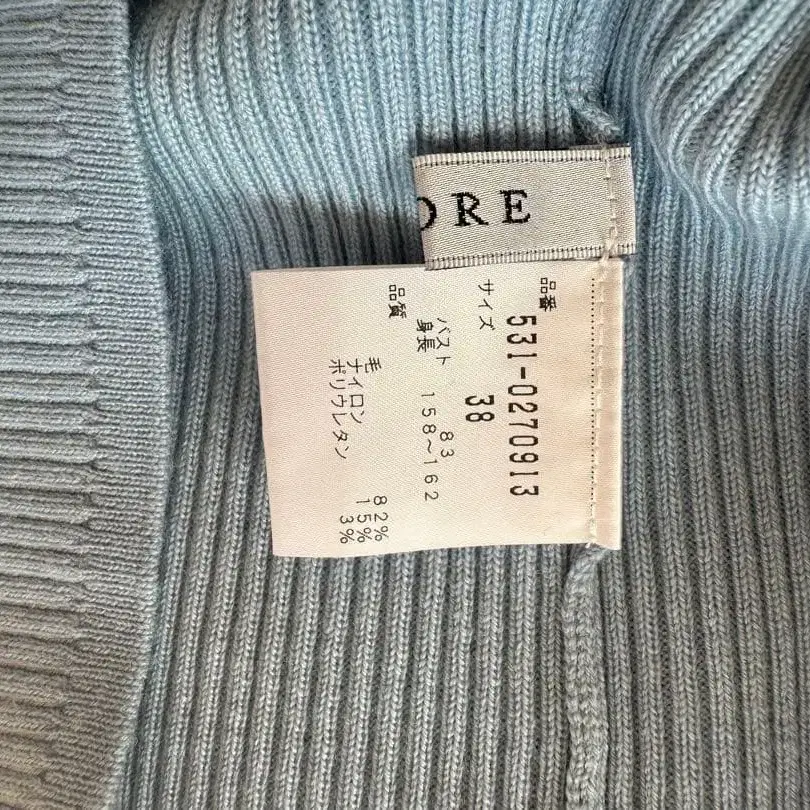 ORE
品番
531-0270913
サイズ
38
バスト 83
身長 158～162
品質
毛 82%
ナイロン 15%
ポリウレタン 3%